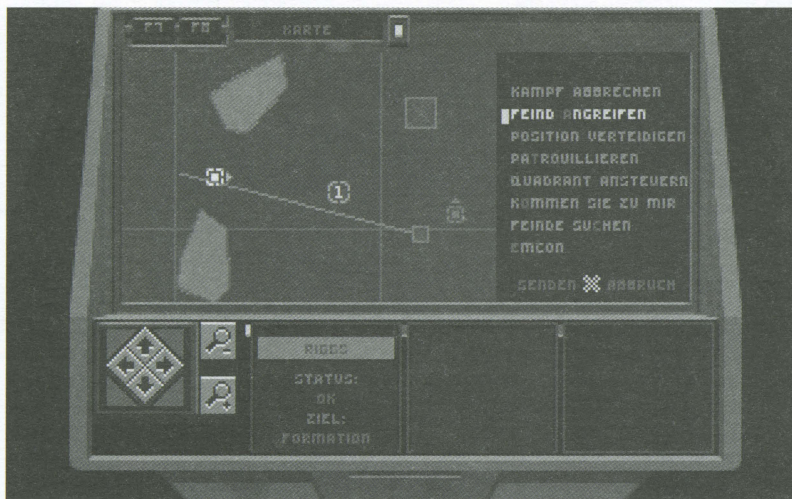 F7 F8 KARTE
KAMPF ABBRECHEN
FEIND ANGREIFEN
POSITION VERTEIDIGEN
PATROUILLIEREN
QUADRANT ANSTEUERN
KOMMEN SIE ZU MIR
FEINDE SUCHEN
EMCON
SENDEN ABBRUCH
1
RIGGS
STATUS:
OK
ZIEL:
FORMATION